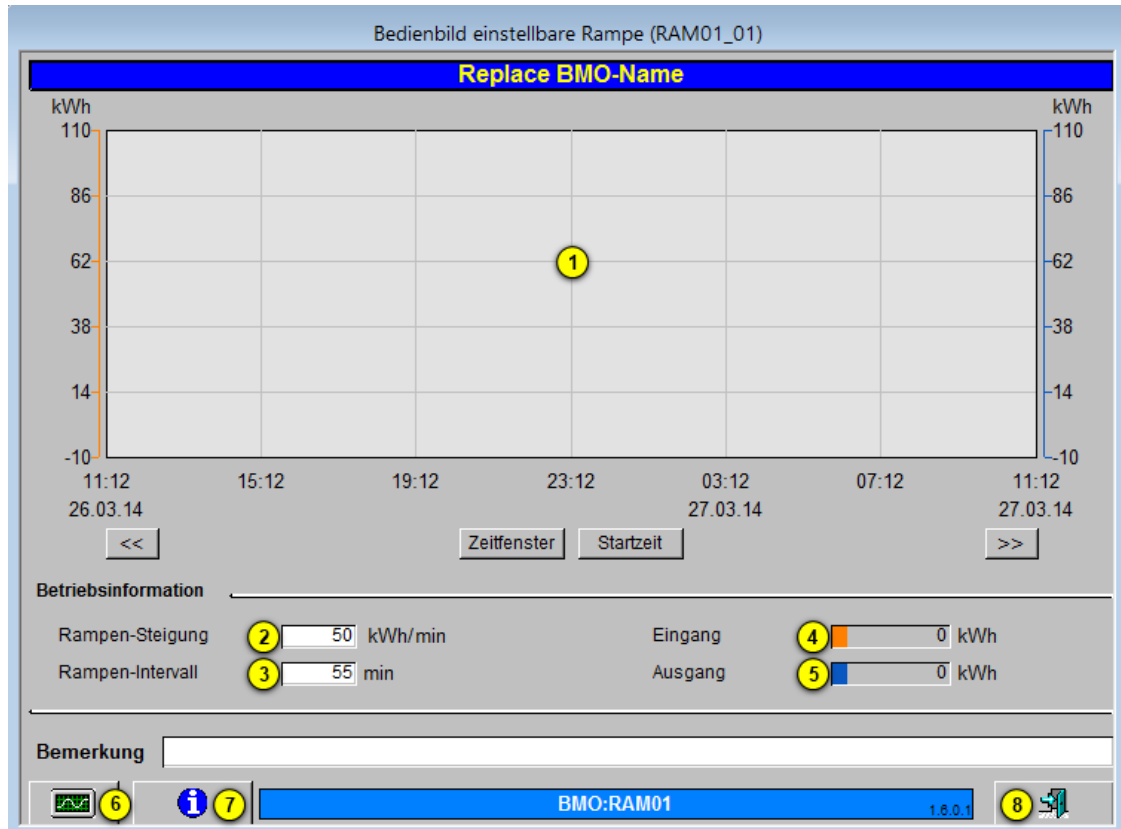 Bedienbild einstellbare Rampe (RAM01_01)
Replace BMO-Name
kWh kWh
110 110
86 86
62 1 62
38 38
14 14
-10 -10
11:12 15:12 19:12 23:12 03:12 07:12 11:12
26.03.14 27.03.14 27.03.14
<< Zeitfenster Startzeit >>
Betriebsinformation
Rampen-Steigung 2 50 kWh/min Eingang 4 0 kWh
Rampen-Intervall 3 55 min Ausgang 5 0 kWh
Bemerkung
6 i 7 BMO:RAM01 1.6.0.1 8